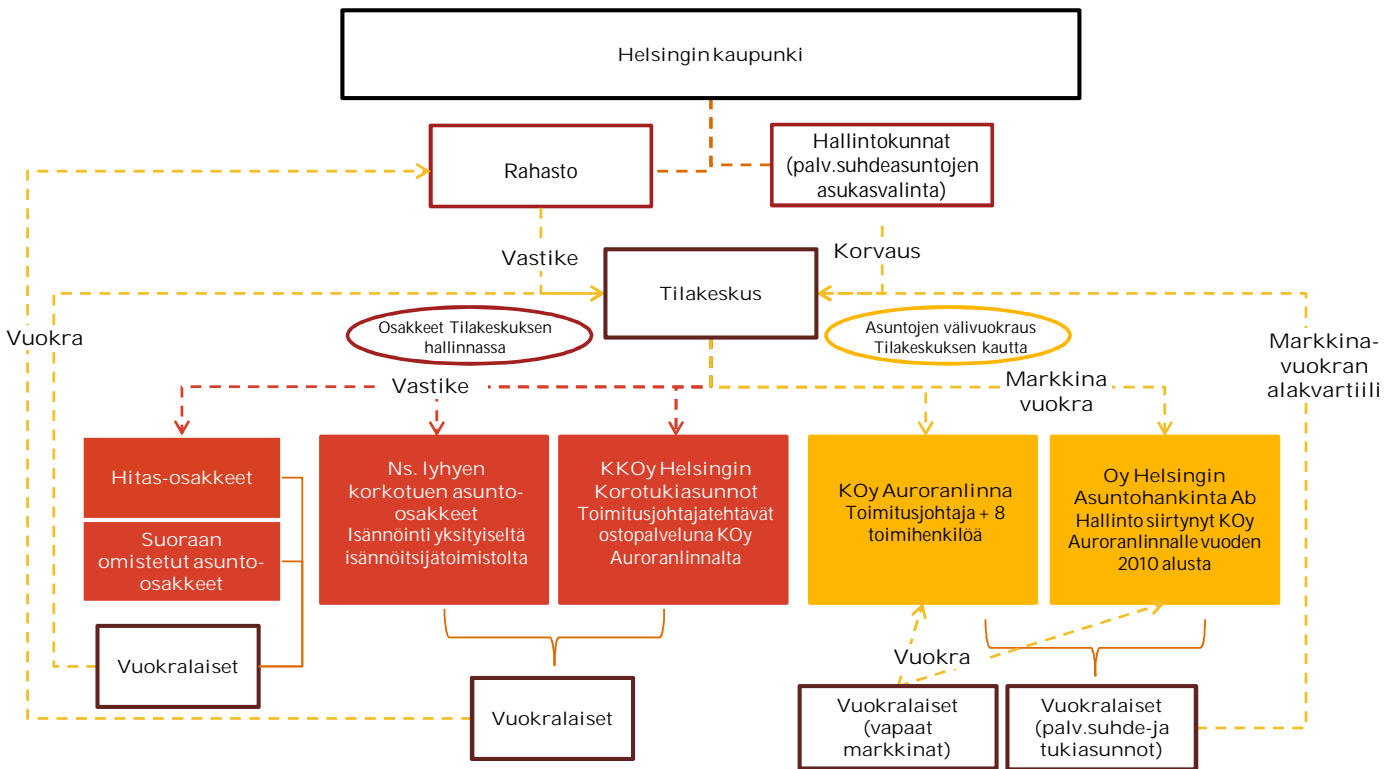 Helsingin kaupunki
Rahasto
Hallintokunnat
(palv.suhdeasuntojen
asukasvalinta)
Vastike
Korvaus
Tilakeskus
Vuokra
Osakkeet Tilakeskuksen
hallinnassa
Asuntojen välivuokraus
Tilakeskuksen kautta
Markkina-
vuokran
alakvartiili
Vastike
Markkina
vuokra
Hitas-osakkeet
Suoraan
omistetut asunto-
osakkeet
Ns. lyhyen
korkotuen asunto-
osakkeet
Isännöinti yksityiseltä
isännöitsijätoimistolta
KKOy Helsingin
Korotukiasunnot
Toimitusjohtajatehtävät
ostopalveluna KOy
Auroranlinnalta
KOy Auroranlinna
Toimitusjohtaja + 8
toimihenkilöä
Oy Helsingin
Asuntohankinta Ab
Hallinto siirtynyt KOy
Auroranlinnalle vuoden
2010 alusta
Vuokralaiset
Vuokralaiset
Vuokra
Vuokralaiset
(vapaat
markkinat)
Vuokralaiset
(palv.suhde-ja
tukiasunnot)